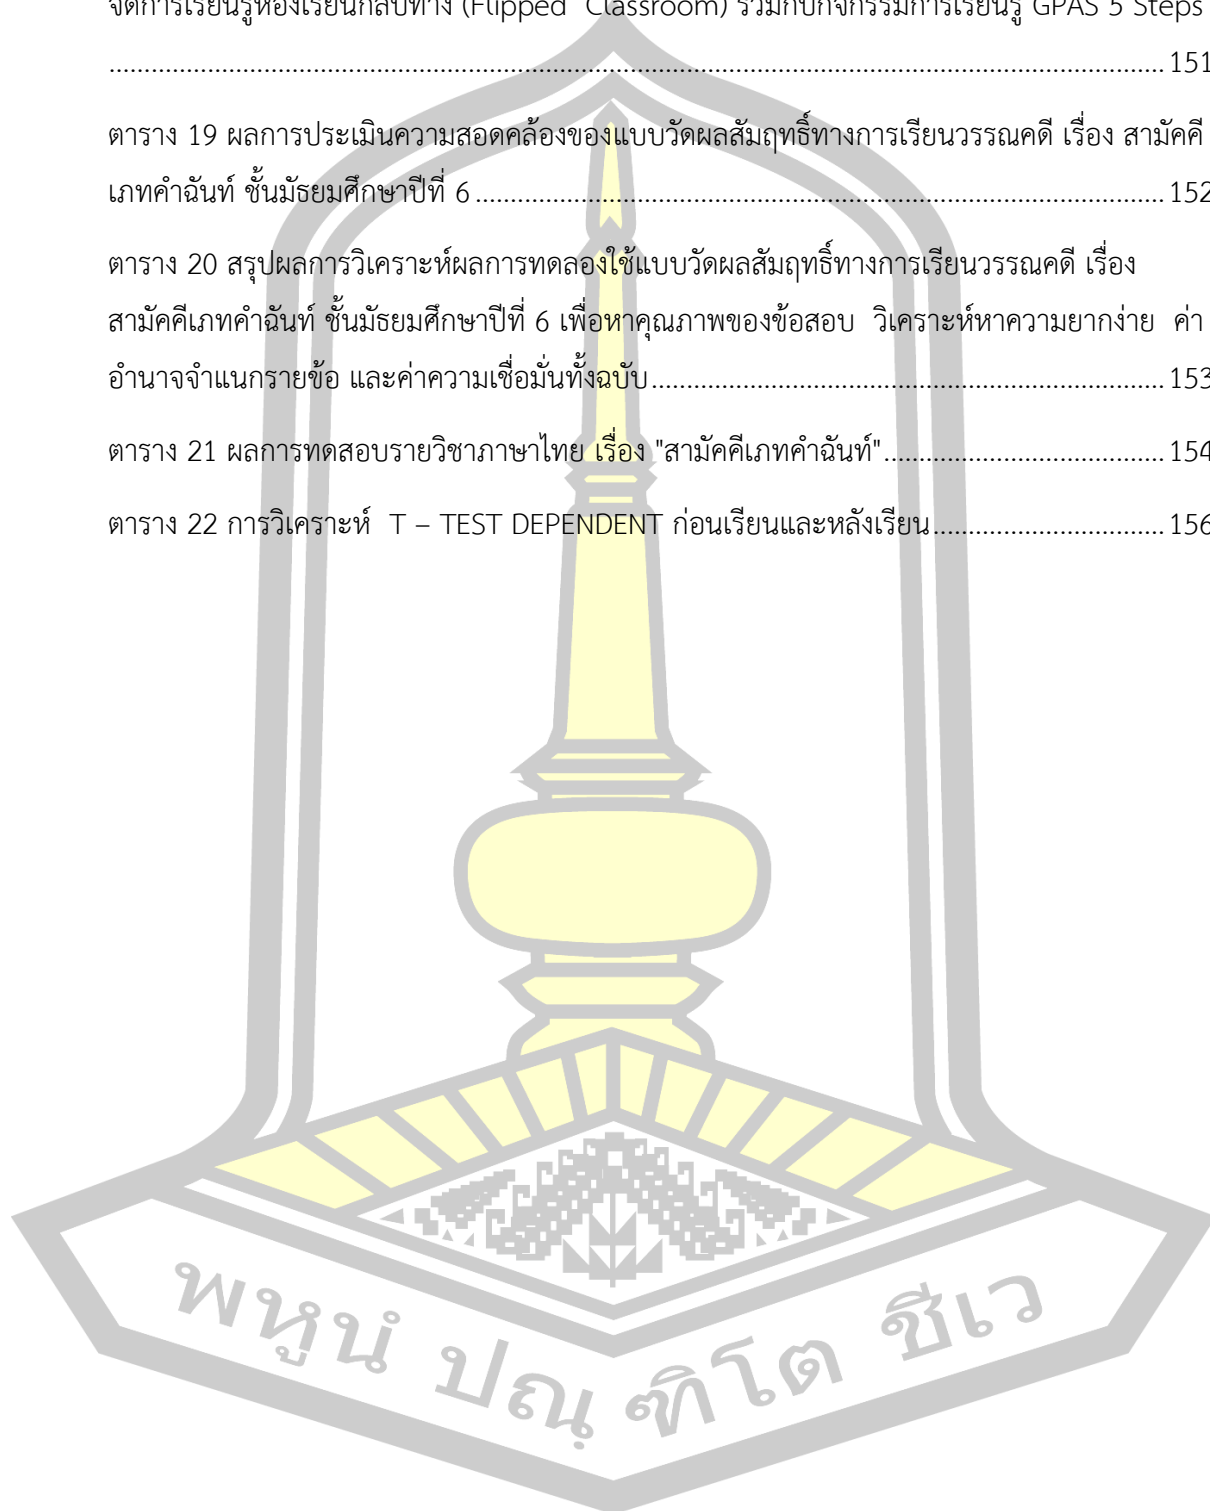 จัดการเรียนรู้ห้องเรียนกลับทาง (Flipped  Classroom) ร่วมกับกิจกรรมการเรียนรู้ GPAS 5 Steps
...................................................................................................................................................... 151
ตาราง 19 ผลการประเมินความสอดคล้องของแบบวัดผลสัมฤทธิ์ทางการเรียนวรรณคดี เรื่อง สามัคคี
เภทคำฉันท์ ชั้นมัธยมศึกษาปีที่ 6 ................................................................................................. 152
ตาราง 20 สรุปผลการวิเคราะห์ผลการทดลองใช้แบบวัดผลสัมฤทธิ์ทางการเรียนวรรณคดี เรื่อง
สามัคคีเภทคำฉันท์ ชั้นมัธยมศึกษาปีที่ 6 เพื่อหาคุณภาพของข้อสอบ  วิเคราะห์หาความยากง่าย  ค่า
อำนาจจำแนกรายข้อ และค่าความเชื่อมั่นทั้งฉบับ ......................................................................... 153
ตาราง 21 ผลการทดสอบรายวิชาภาษาไทย เรื่อง "สามัคคีเภทคำฉันท์" ........................................ 154
ตาราง 22 การวิเคราะห์  T – TEST DEPENDENT ก่อนเรียนและหลังเรียน ................................. 156
พหูนํ ปณฺฑิโต ชีเว